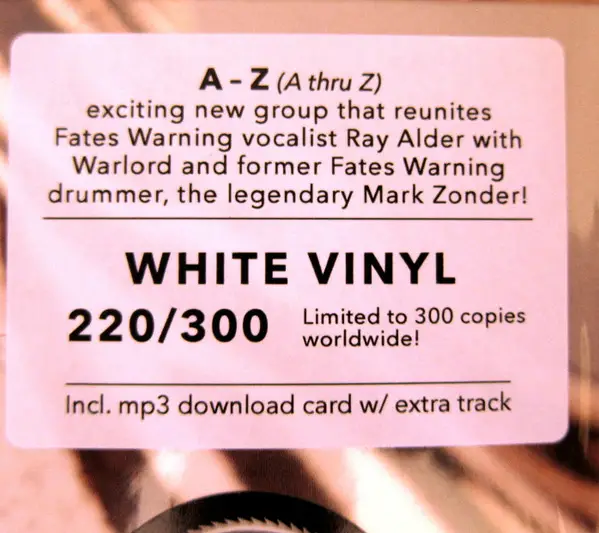 A – Z (A thru Z)
exciting new group that reunites
Fates Warning vocalist Ray Alder with
Warlord and former Fates Warning
drummer, the legendary Mark Zonder!
WHITE VINYL
220/300
Limited to 300 copies
worldwide!
Incl. mp3 download card w/ extra track